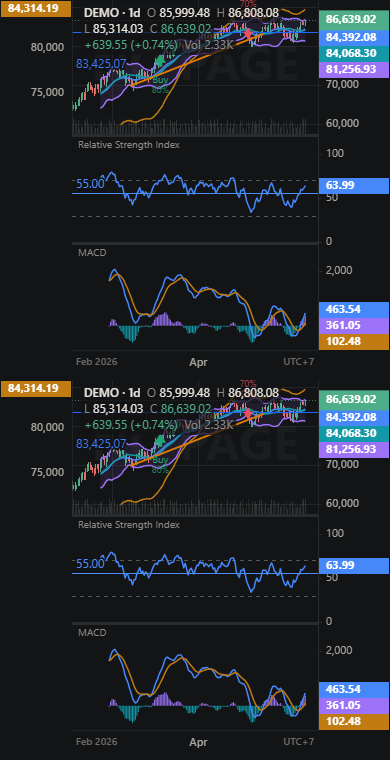 84,314.19
DEMO · 1d O 85,999.48 H 86,808.08
70%
86,639.02
L 85,314.03 C 86,639.02
84,392.08
80,000
+639.55 (+0.74%) Vol 2.33K
84,068.30
83,425.07
81,256.93
Buy
80%
75,000
70,000
PAGE
60,000
Relative Strength Index
100
55.00
63.99
50
0
MACD
2,000
463.54
361.05
102.48
Feb 2026 Apr UTC+7
84,314.19
DEMO · 1d O 85,999.48 H 86,808.08
70%
86,639.02
L 85,314.03 C 86,639.02
84,392.08
80,000
+639.55 (+0.74%) Vol 2.33K
84,068.30
83,425.07
81,256.93
Buy
80%
75,000
70,000
PAGE
60,000
Relative Strength Index
100
55.00
63.99
50
0
MACD
2,000
463.54
361.05
102.48
Feb 2026 Apr UTC+7